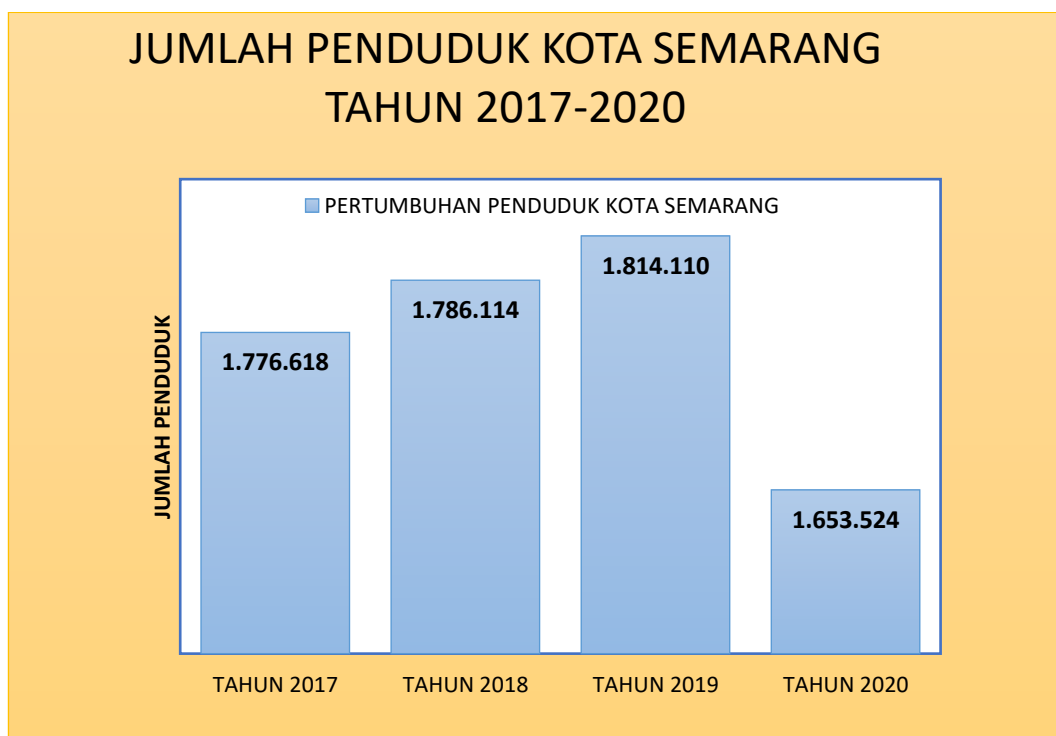 JUMLAH PENDUDUK KOTA SEMARANG
TAHUN 2017-2020
PERTUMBUHAN PENDUDUK KOTA SEMARANG
JUMLAH PENDUDUK
1.776.618
1.786.114
1.814.110
1.653.524
TAHUN 2017
TAHUN 2018
TAHUN 2019
TAHUN 2020